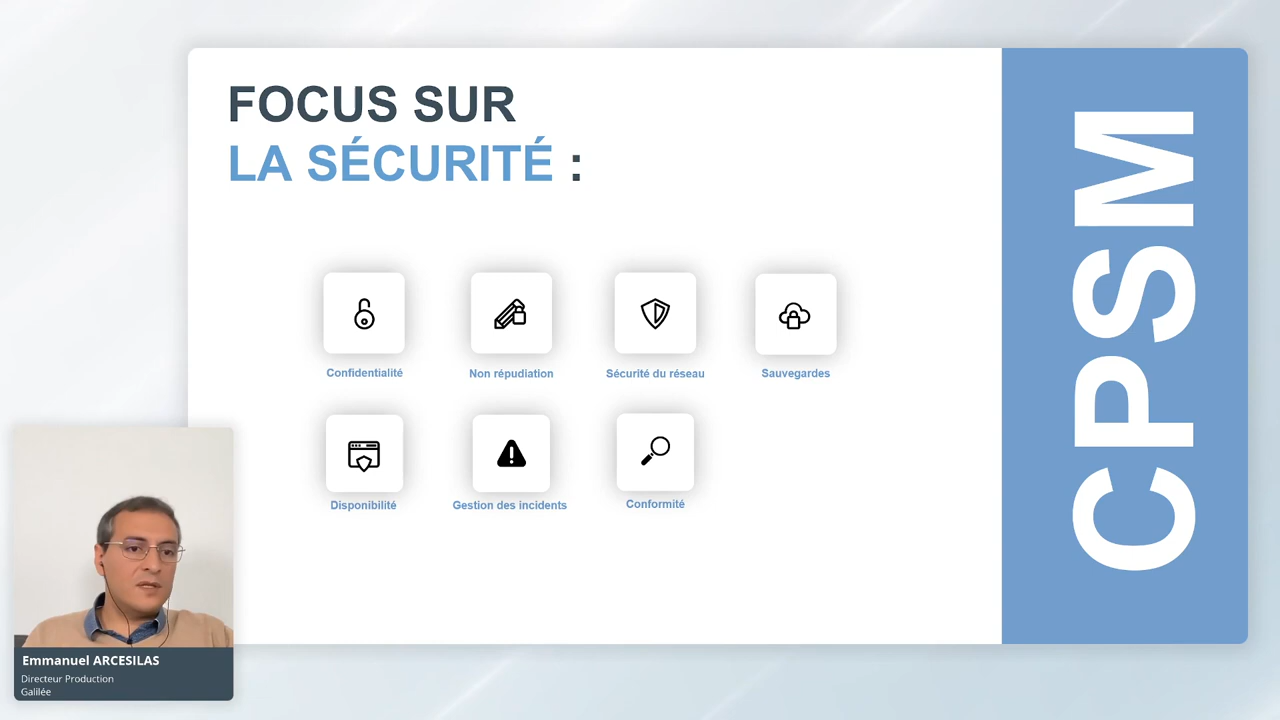 FOCUS SUR
LA SÉCURITÉ :
Confidentialité
Non répudiation
Sécurité du réseau
Sauvegardes
Disponibilité
Gestion des incidents
Conformité
CPSM
Emmanuel ARCESILAS
Directeur Production
Galilée